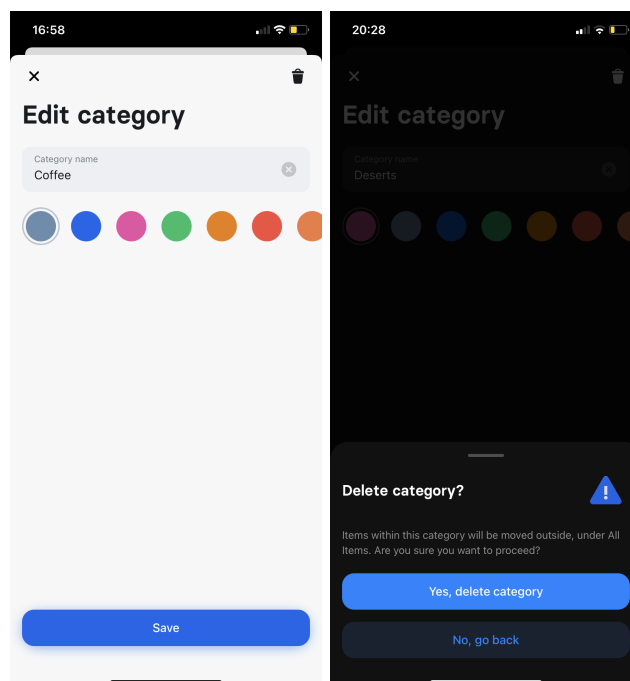 16:58
Edit category
Category name
Coffee
Save
20:28
Edit category
Category name
Deserts
Delete category?
Items within this category will be moved outside, under All
Items. Are you sure you want to proceed?
Yes, delete category
No, go back